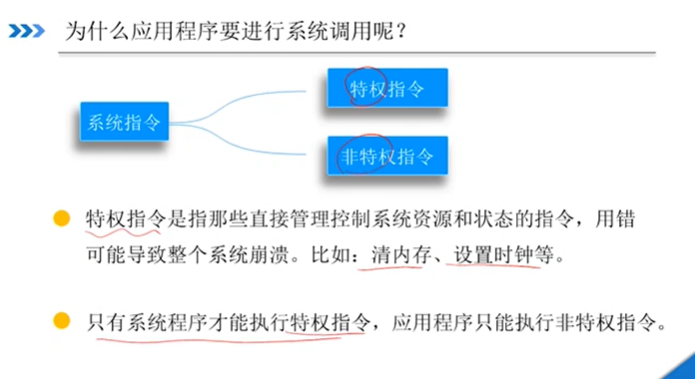 为什么应用程序要进行系统调用呢？
特权指令
系统指令
非特权指令
特权指令是指那些直接管理控制系统资源和状态的指令，用错
可能导致整个系统崩溃。比如：清内存、设置时钟等。
只有系统程序才能执行特权指令，应用程序只能执行非特权指令。